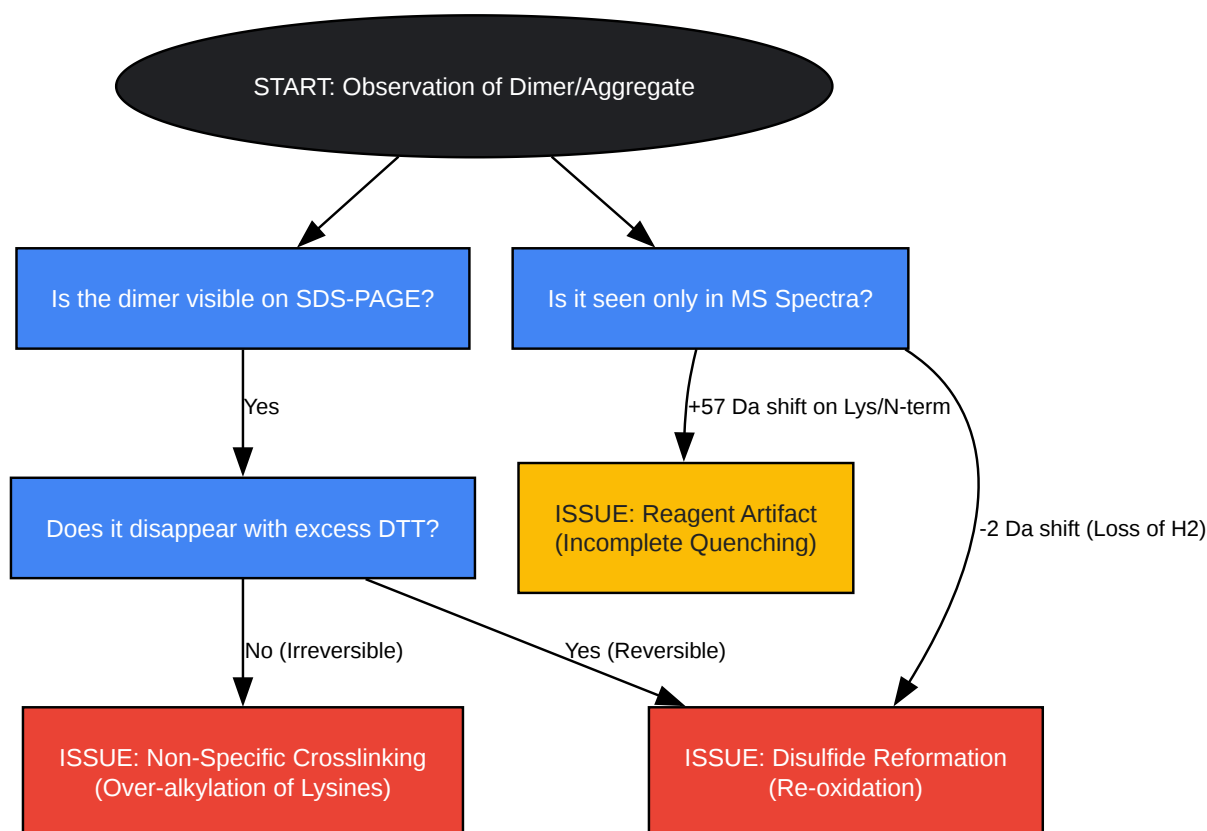 START: Observation of Dimer/Aggregate
Is the dimer visible on SDS-PAGE?
Is it seen only in MS Spectra?
Yes
+57 Da shift on Lys/N-term
Does it disappear with excess DTT?
ISSUE: Reagent Artifact
(Incomplete Quenching)
-2 Da shift (Loss of H2)
No (Irreversible)
Yes (Reversible)
ISSUE: Non-Specific Crosslinking
(Over-alkylation of Lysines)
ISSUE: Disulfide Reformation
(Re-oxidation)